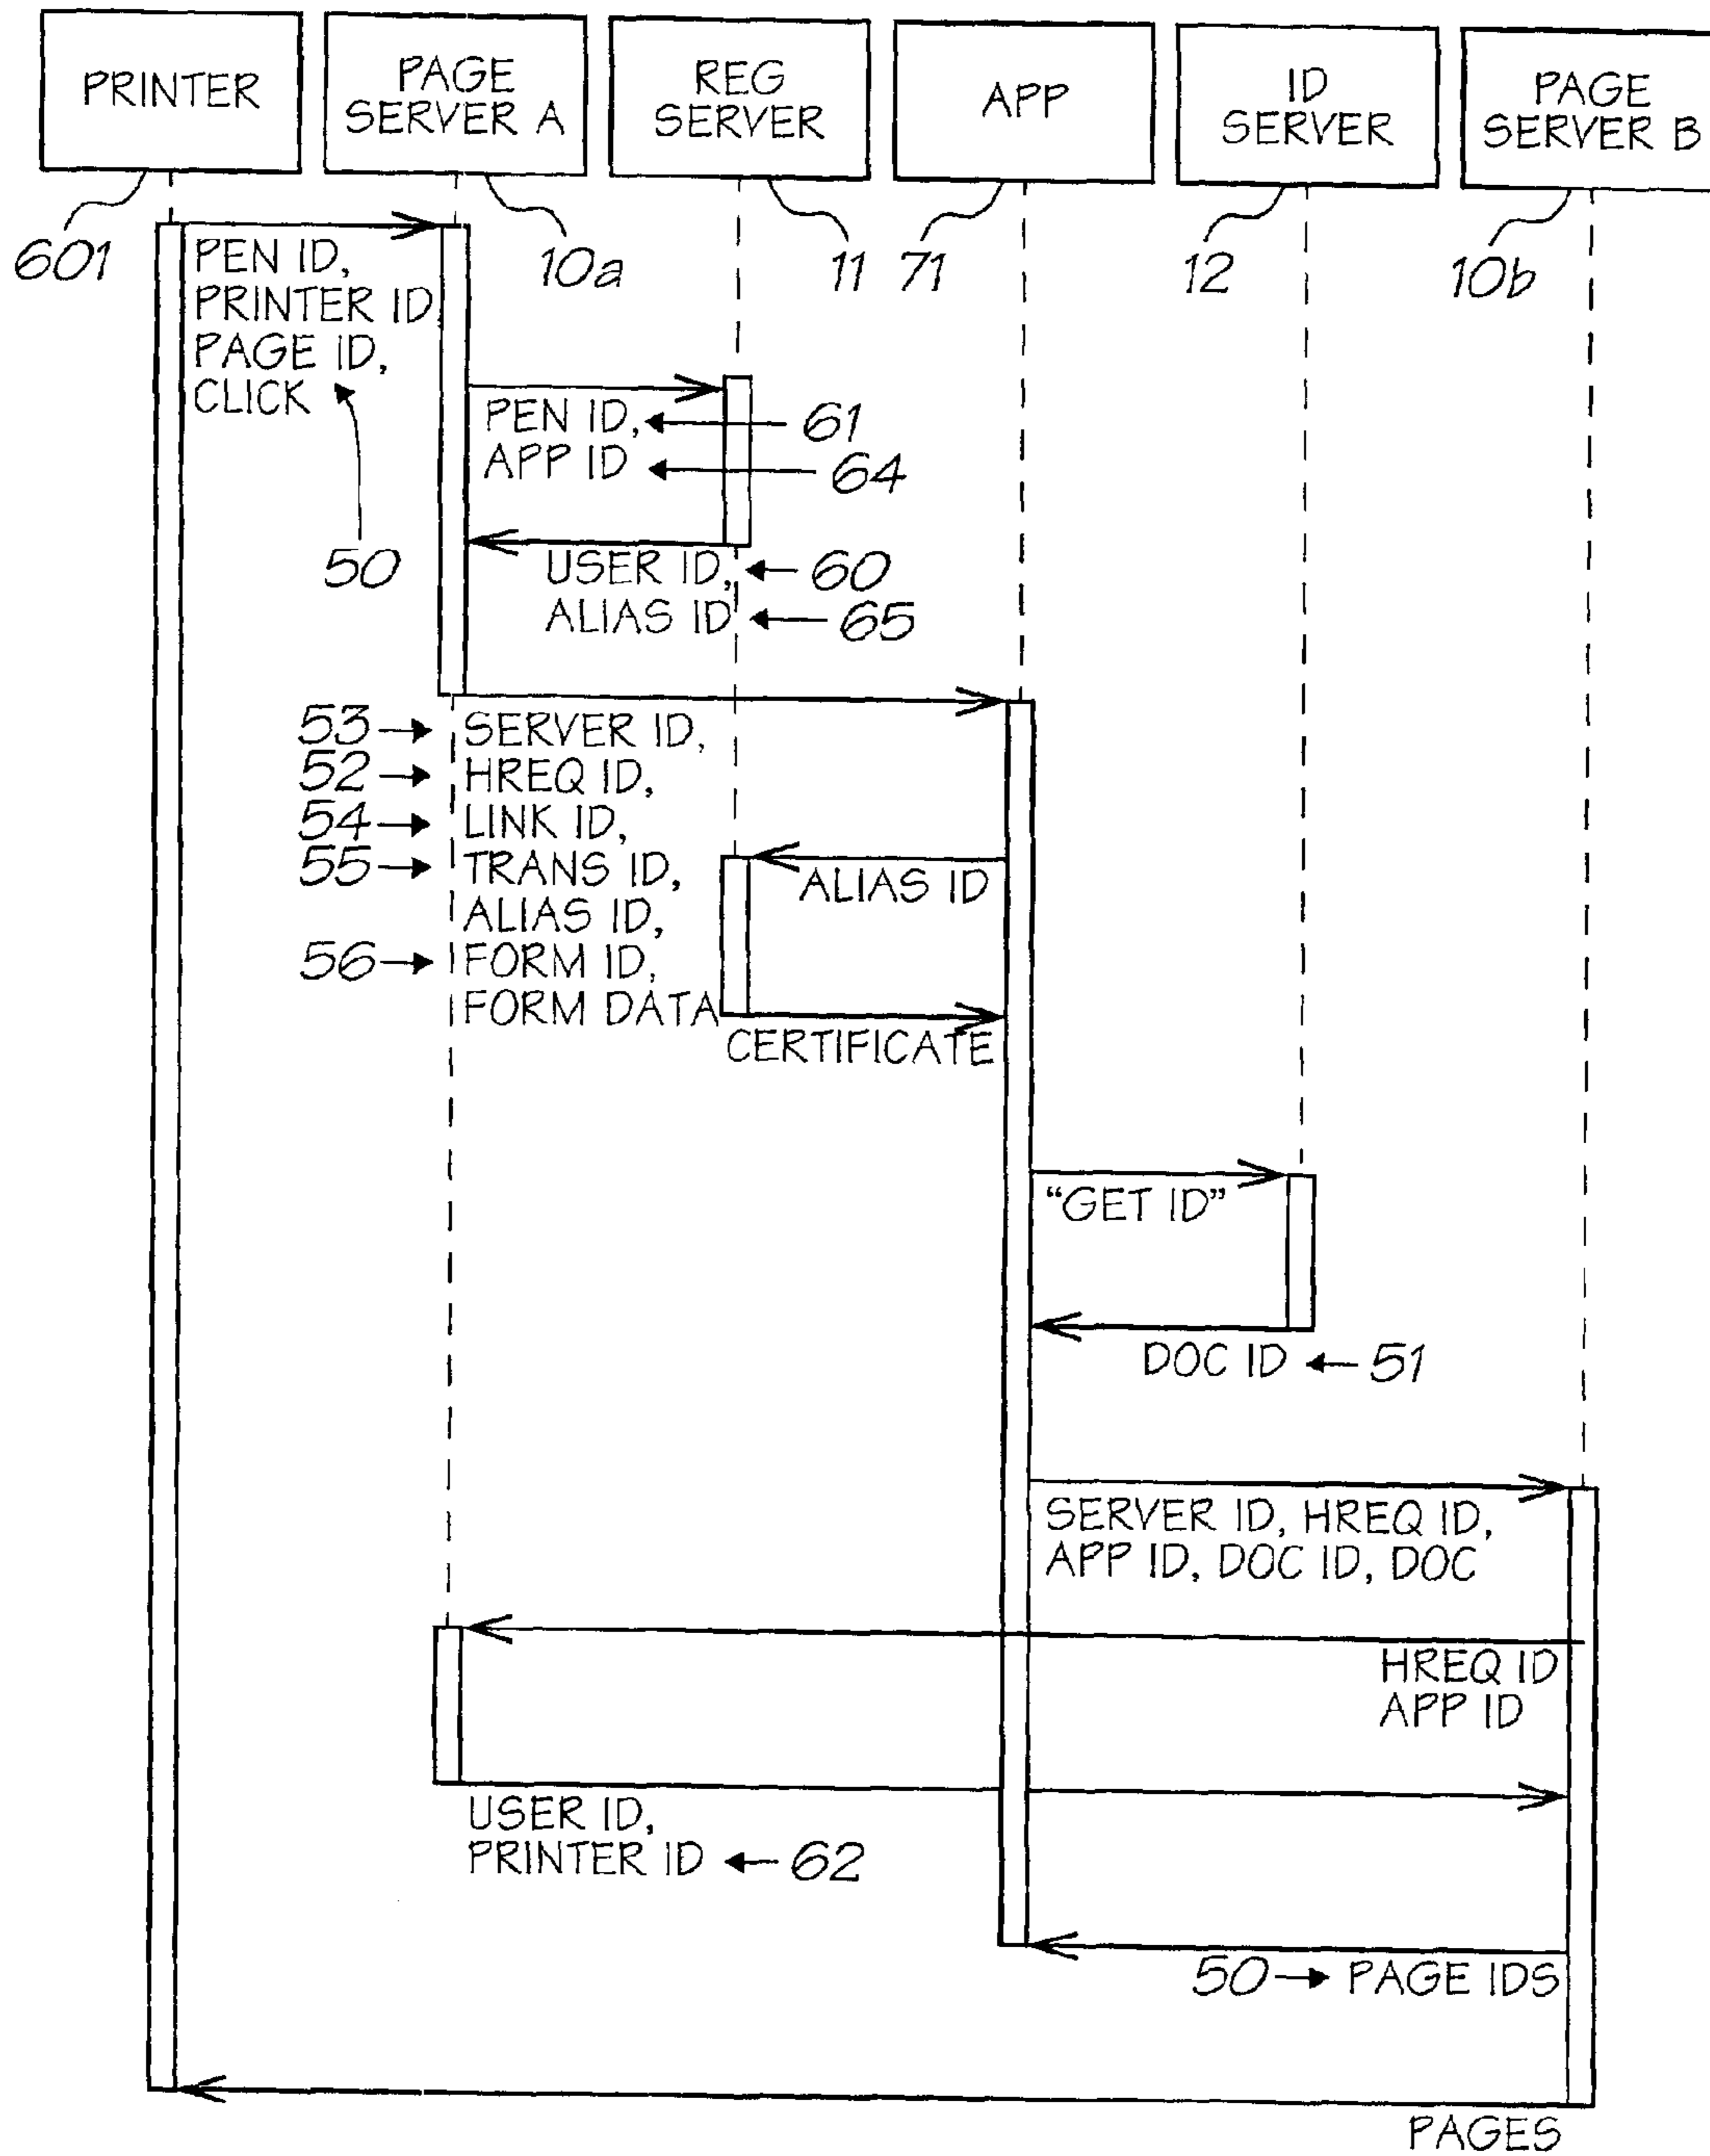 PRINTER
PAGE
SERVER A
REG
SERVER
APP
ID
SERVER
PAGE
SERVER B
601
10a
11
71
12
10b
PEN ID,
PRINTER ID
PAGE ID,
CLICK
50
PEN ID,
61
APP ID
64
USER ID,
60
ALIAS ID
65
53
SERVER ID,
52
HREQ ID,
54
LINK ID,
55
TRANS ID,
ALIAS ID,
56
FORM ID,
FORM DATA
ALIAS ID
CERTIFICATE
“GET ID”
DOC ID
51
SERVER ID, HREQ ID,
APP ID, DOC ID, DOC
HREQ ID
APP ID
USER ID,
PRINTER ID
62
50
PAGE IDS
PAGES